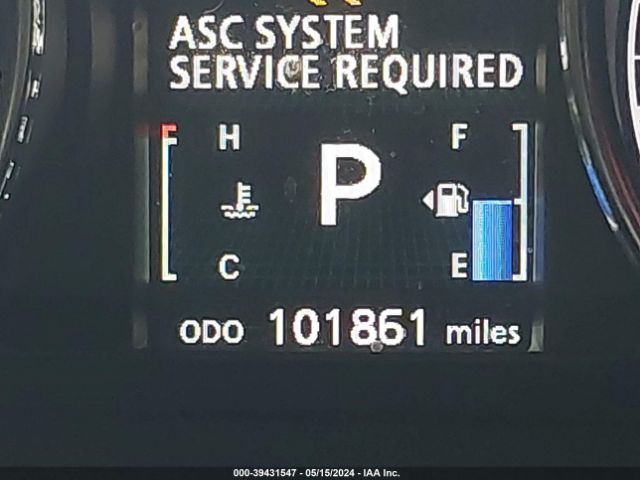 ASC SYSTEM
SERVICE REQUIRED
H F
P
C E
ODO 101861 miles
000-39431547 - 05/15/2024 - IAA Inc.